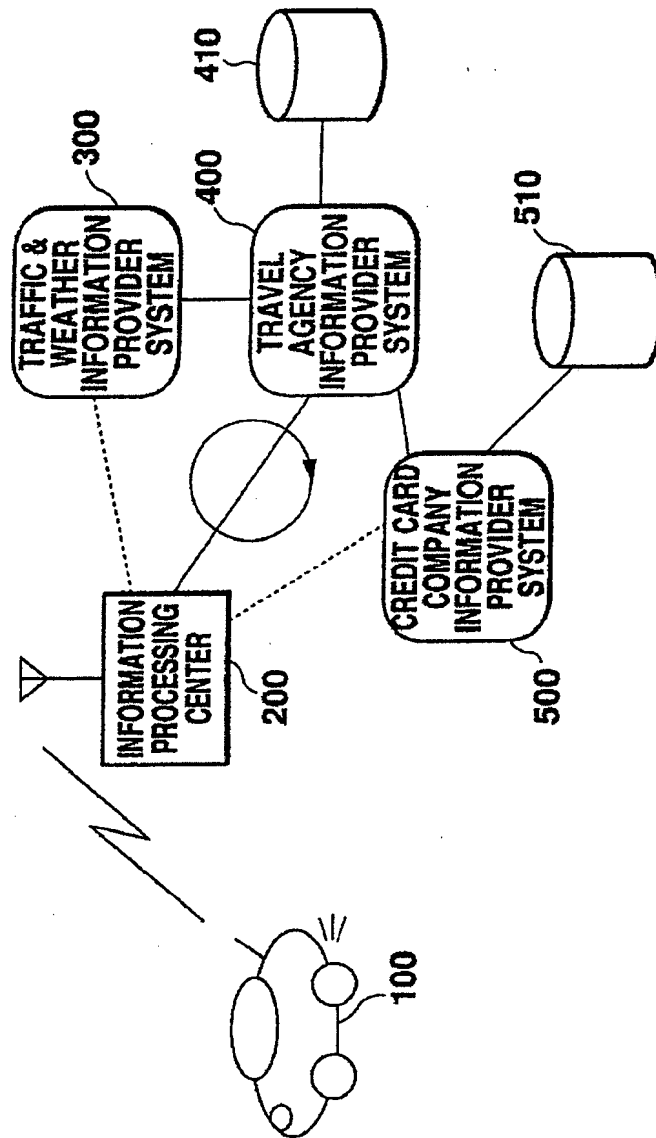 300
TRAFFIC &
WEATHER
INFORMATION
PROVIDER
SYSTEM
410
400
TRAVEL
AGENCY
INFORMATION
PROVIDER
SYSTEM
INFORMATION
PROCESSING
CENTER
200
510
CREDIT CARD
COMPANY
INFORMATION
PROVIDER
SYSTEM
500
100